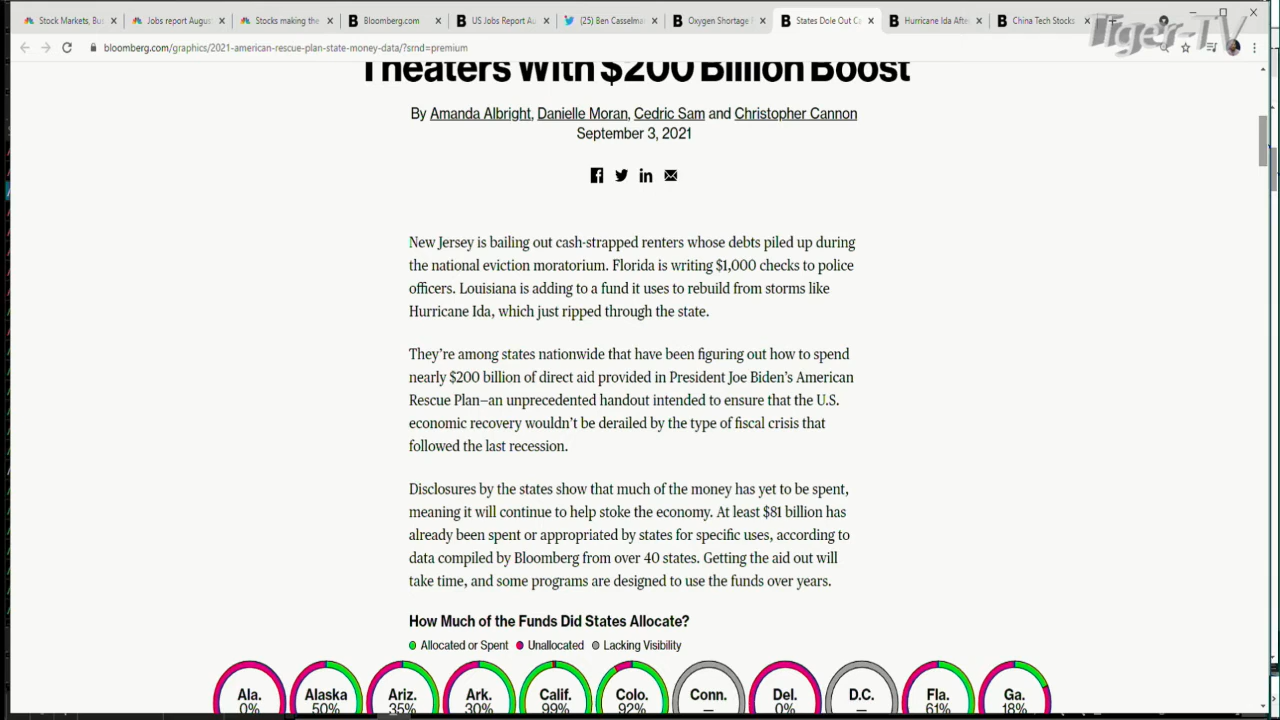 Stock Markets, Bu
Jobs report Augus
Stocks making the
Bloomberg.com
US Jobs Report Au
(25) Ben Casselma
Oxygen Shortage
States Dole Out C
Hurricane Ida Afte
China Tech Stocks
Tiger-TV
bloomberg.com/graphics/2021-american-rescue-plan-state-money-data/?srnd=premium
Theaters With $200 Billion Boost
By Amanda Albright, Danielle Moran, Cedric Sam and Christopher Cannon
September 3, 2021
New Jersey is bailing out cash-strapped renters whose debts piled up during
the national eviction moratorium. Florida is writing $1,000 checks to police
officers. Louisiana is adding to a fund it uses to rebuild from storms like
Hurricane Ida, which just ripped through the state.
They're among states nationwide that have been figuring out how to spend
nearly $200 billion of direct aid provided in President Joe Biden's American
Rescue Plan—an unprecedented handout intended to ensure that the U.S.
economic recovery wouldn't be derailed by the type of fiscal crisis that
followed the last recession.
Disclosures by the states show that much of the money has yet to be spent,
meaning it will continue to help stoke the economy. At least $81 billion has
already been spent or appropriated by states for specific uses, according to
data compiled by Bloomberg from over 40 states. Getting the aid out will
take time, and some programs are designed to use the funds over years.
How Much of the Funds Did States Allocate?
Allocated or Spent Unallocated Lacking Visibility
Ala. Alaska Ariz. Ark. Calif. Colo. Conn. Del. D.C. Fla. Ga.
0% 50% 35% 30% 99% 92% — 0% — 61% 18%